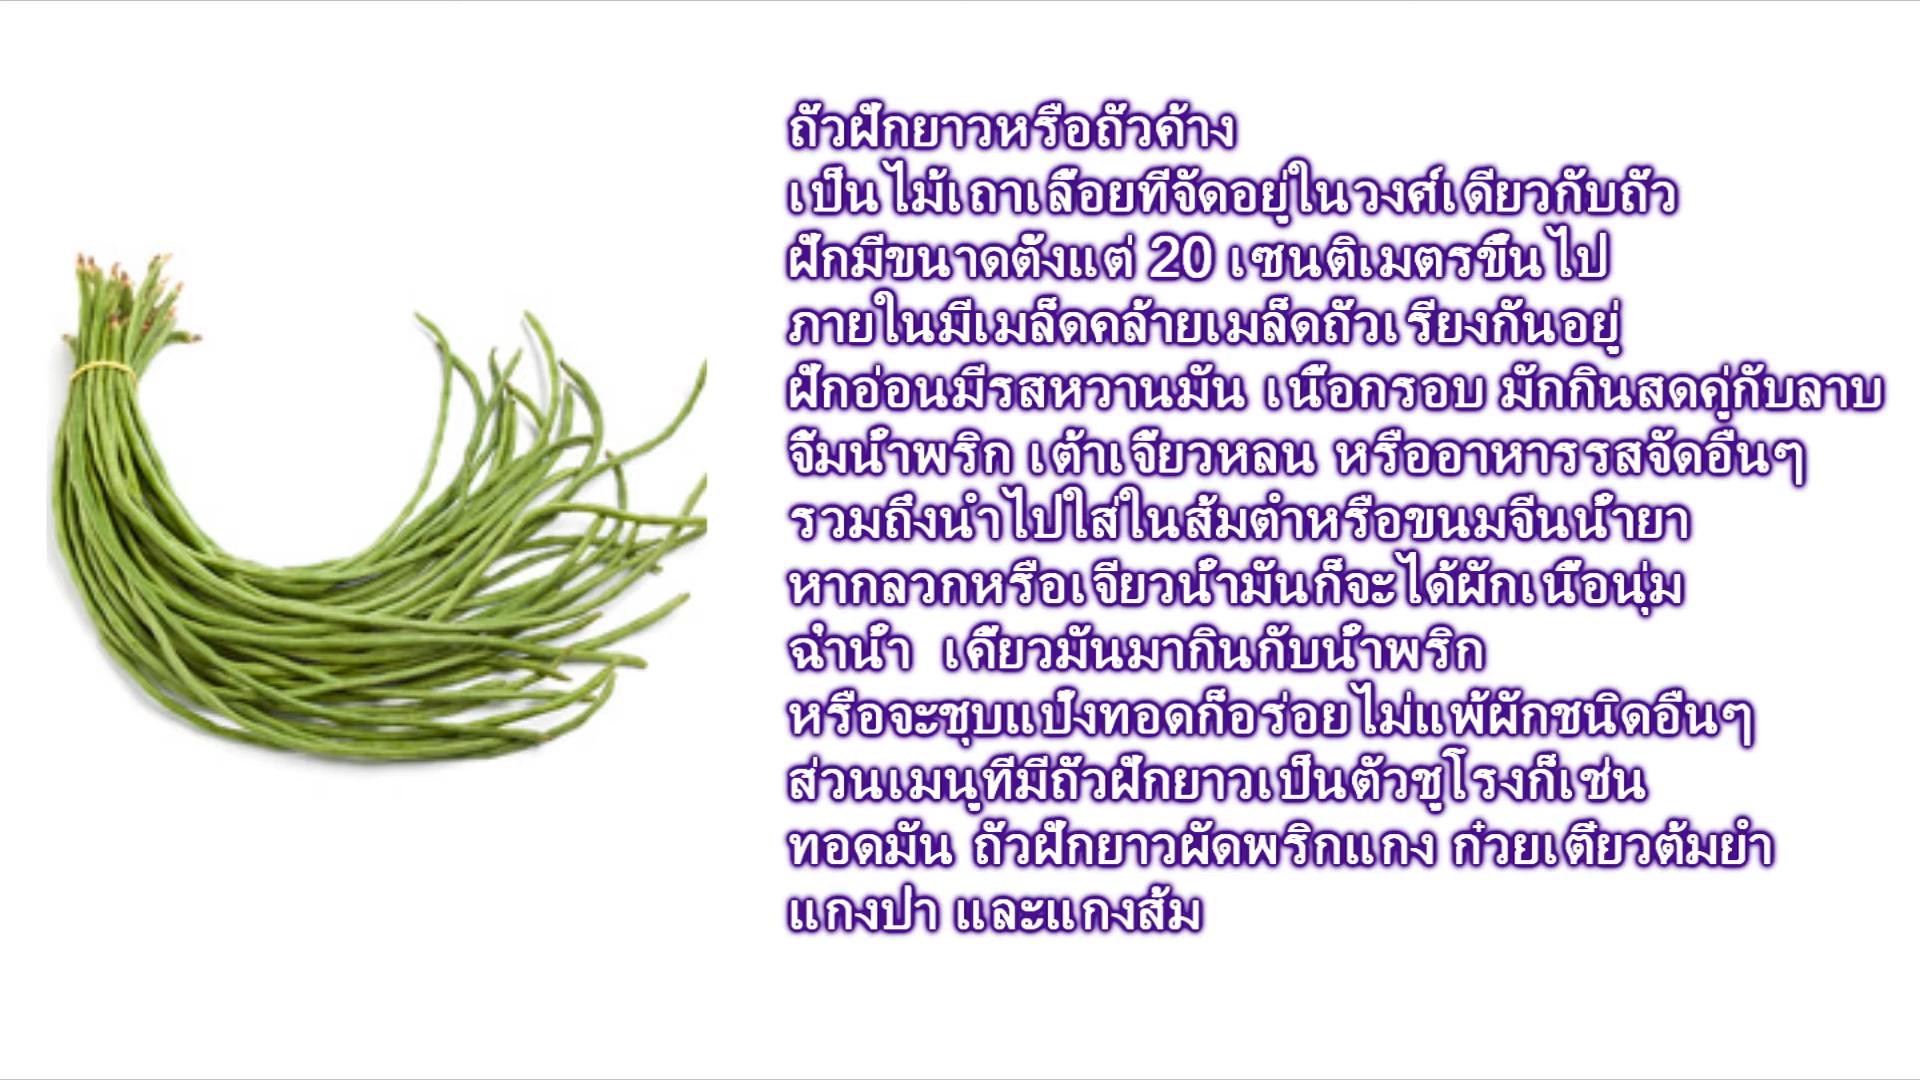 ถั่วฝักยาวหรือถั่วค้าง
เป็นไม้เถาเลื้อยที่จัดอยู่ในวงศ์เดียวกับถั่ว
ฝักมีขนาดตั้งแต่ 20 เซนติเมตรขึ้นไป
ภายในมีเมล็ดคล้ายเมล็ดถั่วเรียงกันอยู่
ฝักอ่อนมีรสหวานมัน เนื้อกรอบ มักกินสดคู่กับลาบ
จิ้มน้ำพริก เต้าเจี้ยวหลน หรืออาหารรสจัดอื่นๆ
รวมถึงนำไปใส่ในส้มตำหรือขนมจีนน้ำยา
หากลวกหรือเจียวน้ำมันก็จะได้ผักเนื้อนุ่ม
ฉ่ำน้ำ เคี้ยวมันมากินกับน้ำพริก
หรือจะชุบแป้งทอดก็อร่อยไม่แพ้ผักชนิดอื่นๆ
ส่วนเมนูที่มีถั่วฝักยาวเป็นตัวชูโรงก็เช่น
ทอดมัน ถั่วฝักยาวผัดพริกแกง ก๋วยเตี๋ยวต้มยำ
แกงป่า และแกงส้ม